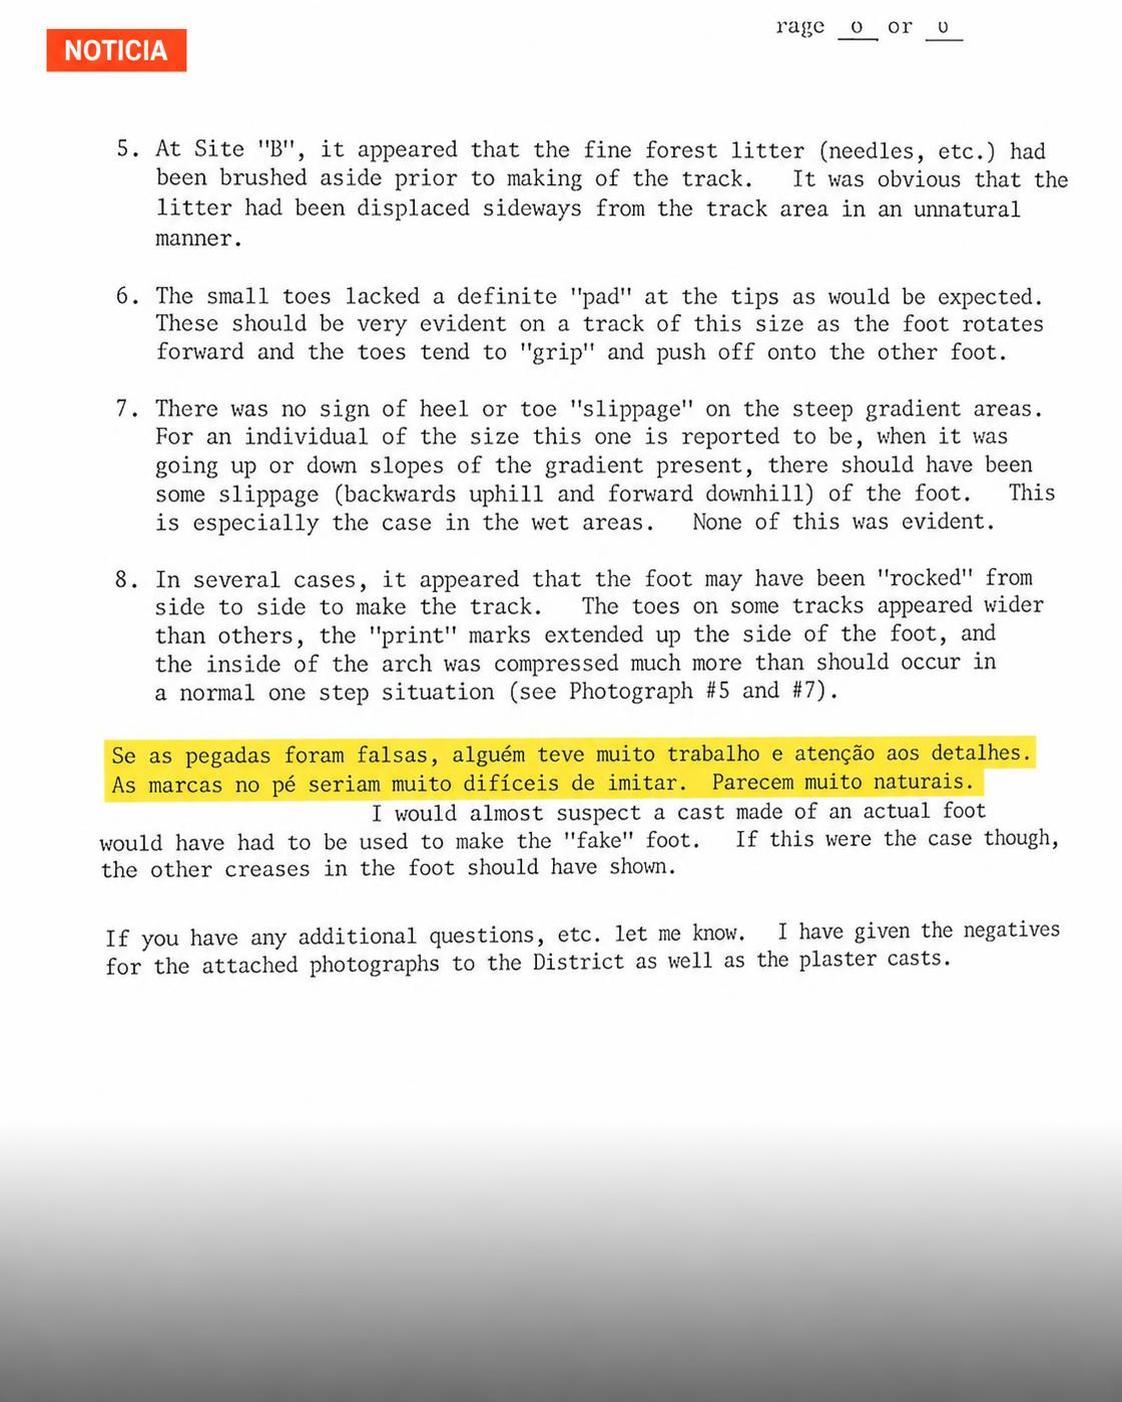 NOTICIA
rage o or o
5. At Site "B", it appeared that the fine forest litter (needles, etc.) had
been brushed aside prior to making of the track. It was obvious that the
litter had been displaced sideways from the track area in an unnatural
manner.
6. The small toes lacked a definite "pad" at the tips as would be expected.
These should be very evident on a track of this size as the foot rotates
forward and the toes tend to "grip" and push off onto the other foot.
7. There was no sign of heel or toe "slippage" on the steep gradient areas.
For an individual of the size this one is reported to be, when it was
going up or down slopes of the gradient present, there should have been
some slippage (backwards uphill and forward downhill) of the foot. This
is especially the case in the wet areas. None of this was evident.
8. In several cases, it appeared that the foot may have been "rocked" from
side to side to make the track. The toes on some tracks appeared wider
than others, the "print" marks extended up the side of the foot, and
the inside of the arch was compressed much more than should occur in
a normal one step situation (see Photograph #5 and #7).
Se as pegadas foram falsas, alguém teve muito trabalho e atenção aos detalhes.
As marcas no pé seriam muito difíceis de imitar. Parecem muito naturais.
I would almost suspect a cast made of an actual foot
would have had to be used to make the "fake" foot. If this were the case though,
the other creases in the foot should have shown.
If you have any additional questions, etc. let me know. I have given the negatives
for the attached photographs to the District as well as the plaster casts.